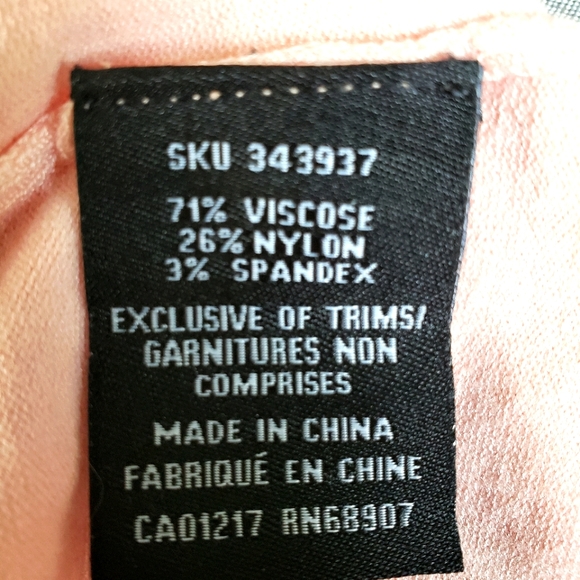 SKU 343937
71% VISCOSE
26% NYLON
3% SPANDEX
EXCLUSIVE OF TRIMS/
GARNITURES NON
COMPRISES
MADE IN CHINA
FABRIQUÉ EN CHINE
CA01217 RN68907